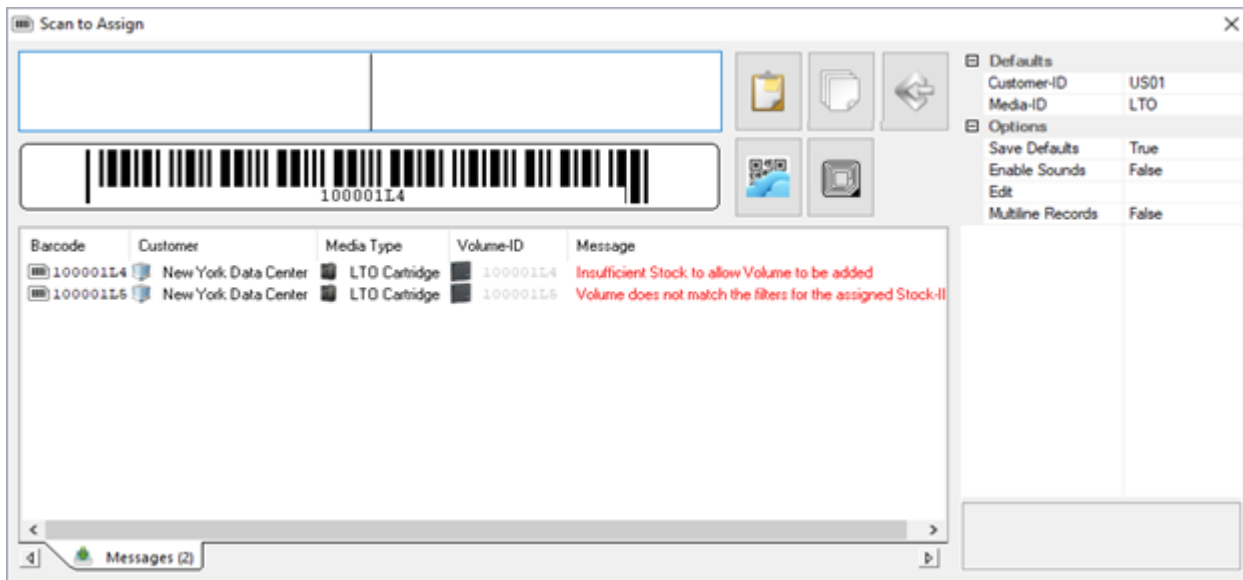 Scan to Assign
100001L4
Defaults
Customer-ID US01
Media-ID LTO
Options
Save Defaults True
Enable Sounds False
Edit
Multiline Records False
Barcode Customer Media Type Volume-ID Message
100001L4 New York Data Center LTO Cartridge 100001L4 Insufficient Stock to allow Volume to be added
100001L5 New York Data Center LTO Cartridge 100001L5 Volume does not match the filters for the assigned Stock-I
Messages (2)